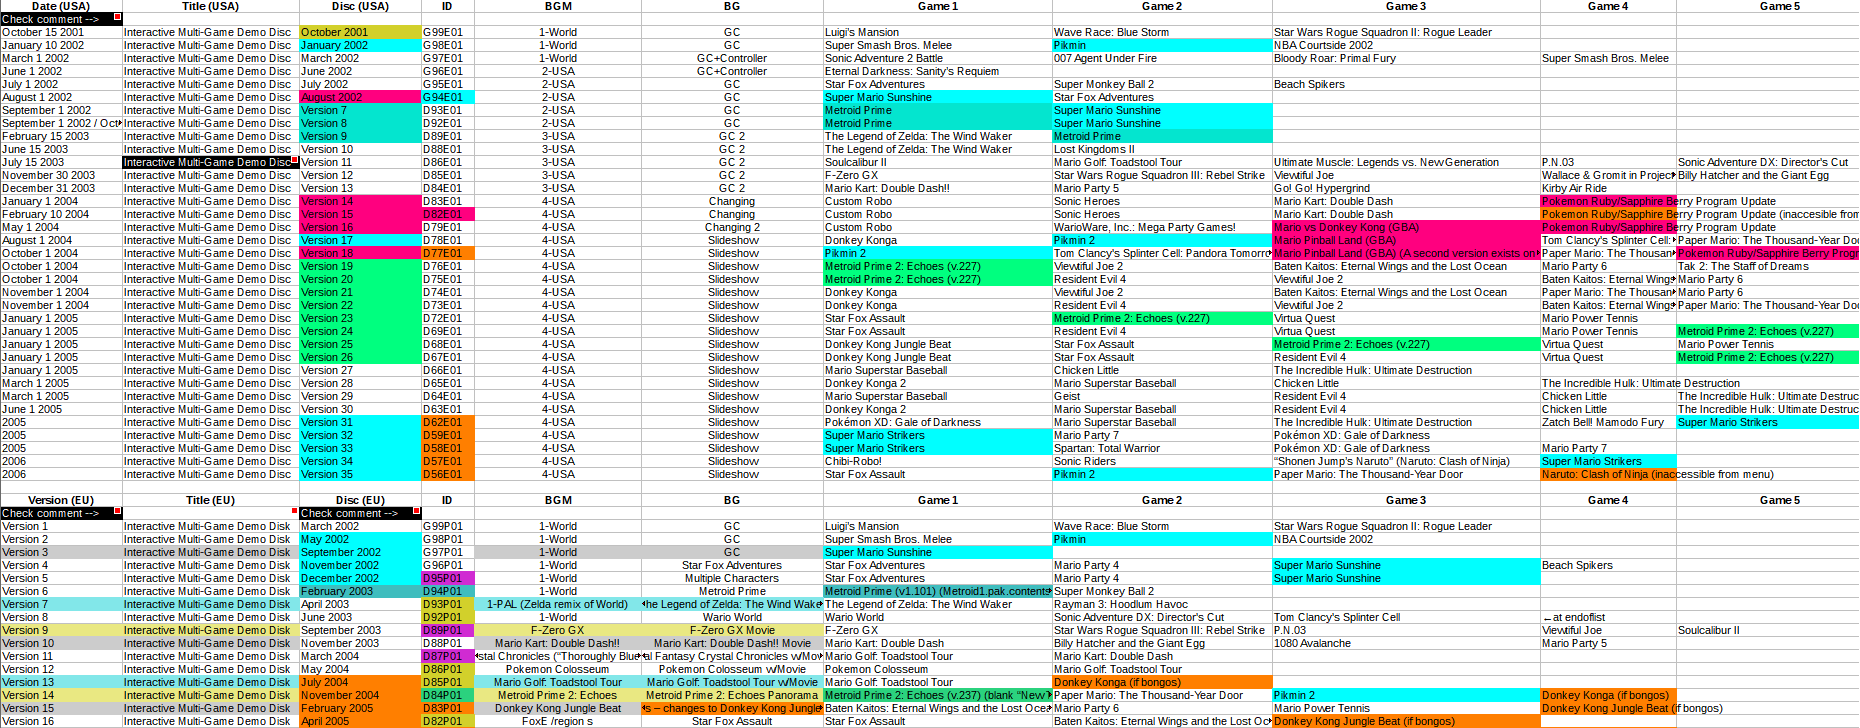 Date (USA) Title (USA) Disc (USA) ID BGM BG Game 1 Game 2 Game 3 Game 4 Game 5
Check comment -->
October 15 2001 Interactive Multi-Game Demo Disc October 2001 G99E01 1-World GC Luigi's Mansion Wave Race: Blue Storm Star Wars Rogue Squadron II: Rogue Leader
January 10 2002 Interactive Multi-Game Demo Disc January 2002 G98E01 1-World GC Super Smash Bros. Melee Pikmin NBA Courtside 2002
March 1 2002 Interactive Multi-Game Demo Disc March 2002 G97E01 1-World GC+Controller Sonic Adventure 2 Battle 007 Agent Under Fire Bloody Roar: Primal Fury Super Smash Bros. Melee
June 1 2002 Interactive Multi-Game Demo Disc June 2002 G96E01 2-USA GC+Controller Eternal Darkness: Sanity's Requiem
July 1 2002 Interactive Multi-Game Demo Disc July 2002 G95E01 2-USA GC Star Fox Adventures Super Monkey Ball 2 Beach Spikers
August 1 2002 Interactive Multi-Game Demo Disc August 2002 G94E01 2-USA GC Super Mario Sunshine Star Fox Adventures
September 1 2002 Interactive Multi-Game Demo Disc Version 7 D93E01 2-USA GC Metroid Prime Super Mario Sunshine
September 1 2002 / Oct Interactive Multi-Game Demo Disc Version 8 D92E01 2-USA GC Metroid Prime Super Mario Sunshine
February 15 2003 Interactive Multi-Game Demo Disc Version 9 D89E01 3-USA GC 2 The Legend of Zelda: The Wind Waker Metroid Prime
June 15 2003 Interactive Multi-Game Demo Disc Version 10 D88E01 3-USA GC 2 The Legend of Zelda: The Wind Waker Lost Kingdoms II
July 15 2003 Interactive Multi-Game Demo Disc Version 11 D86E01 3-USA GC 2 Soulcalibur II Mario Golf: Toadstool Tour Ultimate Muscle: Legends vs. New Generation P.N.03 Sonic Adventure DX: Director's Cut
November 30 2003 Interactive Multi-Game Demo Disc Version 12 D85E01 3-USA GC 2 F-Zero GX Star Wars Rogue Squadron III: Rebel Strike Viewtiful Joe Wallace & Gromit in Project Billy Hatcher and the Giant Egg
December 31 2003 Interactive Multi-Game Demo Disc Version 13 D84E01 3-USA GC 2 Mario Kart: Double Dash!! Mario Party 5 Go! Go! Hypergrind Kirby Air Ride
January 1 2004 Interactive Multi-Game Demo Disc Version 14 D83E01 4-USA Changing Custom Robo Sonic Heroes Mario Kart: Double Dash Pokemon Ruby/Sapphire Berry Program Update
February 10 2004 Interactive Multi-Game Demo Disc Version 15 D82E01 4-USA Changing Custom Robo Sonic Heroes Mario Kart: Double Dash Pokemon Ruby/Sapphire Berry Program Update (inaccesible from
May 1 2004 Interactive Multi-Game Demo Disc Version 16 D79E01 4-USA Changing 2 Custom Robo WarioWare, Inc.: Mega Party Games! Mario vs Donkey Kong (GBA) Pokemon Ruby/Sapphire Berry Program Update
August 1 2004 Interactive Multi-Game Demo Disc Version 17 D78E01 4-USA Slideshow Donkey Konga Pikmin 2 Mario Pinball Land (GBA) Tom Clancy's Splinter Cell: Paper Mario: The Thousand-Year Doo
October 1 2004 Interactive Multi-Game Demo Disc Version 18 D77E01 4-USA Slideshow Pikmin 2 Tom Clancy's Splinter Cell: Pandora Tomorro Mario Pinball Land (GBA) (A second version exists on Paper Mario: The Thousan Pokemon Ruby/Sapphire Berry Progr
October 1 2004 Interactive Multi-Game Demo Disc Version 19 D76E01 4-USA Slideshow Metroid Prime 2: Echoes (v.227) Viewtiful Joe 2 Baten Kaitos: Eternal Wings and the Lost Ocean Mario Party 6 Tak 2: The Staff of Dreams
October 1 2004 Interactive Multi-Game Demo Disc Version 20 D75E01 4-USA Slideshow Metroid Prime 2: Echoes (v.227) Resident Evil 4 Viewtiful Joe 2 Baten Kaitos: Eternal Wings Mario Party 6
November 1 2004 Interactive Multi-Game Demo Disc Version 21 D74E01 4-USA Slideshow Donkey Konga Viewtiful Joe 2 Baten Kaitos: Eternal Wings and the Lost Ocean Paper Mario: The Thousan Mario Party 6
November 1 2004 Interactive Multi-Game Demo Disc Version 22 D73E01 4-USA Slideshow Donkey Konga Resident Evil 4 Viewtiful Joe 2 Baten Kaitos: Eternal Wings Paper Mario: The Thousand-Year Doo
January 1 2005 Interactive Multi-Game Demo Disc Version 23 D72E01 4-USA Slideshow Star Fox Assault Metroid Prime 2: Echoes (v.227) Virtua Quest Mario Power Tennis
January 1 2005 Interactive Multi-Game Demo Disc Version 24 D69E01 4-USA Slideshow Star Fox Assault Resident Evil 4 Virtua Quest Mario Power Tennis Metroid Prime 2: Echoes (v.227)
January 1 2005 Interactive Multi-Game Demo Disc Version 25 D68E01 4-USA Slideshow Donkey Kong Jungle Beat Star Fox Assault Metroid Prime 2: Echoes (v.227) Virtua Quest Mario Power Tennis
January 1 2005 Interactive Multi-Game Demo Disc Version 26 D67E01 4-USA Slideshow Donkey Kong Jungle Beat Star Fox Assault Resident Evil 4 Virtua Quest Metroid Prime 2: Echoes (v.227)
January 1 2005 Interactive Multi-Game Demo Disc Version 27 D66E01 4-USA Slideshow Mario Superstar Baseball Chicken Little The Incredible Hulk: Ultimate Destruction
March 1 2005 Interactive Multi-Game Demo Disc Version 28 D65E01 4-USA Slideshow Donkey Konga 2 Mario Superstar Baseball Chicken Little The Incredible Hulk: Ultimate Destruction
March 1 2005 Interactive Multi-Game Demo Disc Version 29 D64E01 4-USA Slideshow Mario Superstar Baseball Geist Resident Evil 4 Chicken Little The Incredible Hulk: Ultimate Destruc
June 1 2005 Interactive Multi-Game Demo Disc Version 30 D63E01 4-USA Slideshow Donkey Konga 2 Mario Superstar Baseball Resident Evil 4 Chicken Little The Incredible Hulk: Ultimate Destruc
2005 Interactive Multi-Game Demo Disc Version 31 D62E01 4-USA Slideshow Pokémon XD: Gale of Darkness Mario Superstar Baseball The Incredible Hulk: Ultimate Destruction Zatch Bell! Mamodo Fury Super Mario Strikers
2005 Interactive Multi-Game Demo Disc Version 32 D59E01 4-USA Slideshow Super Mario Strikers Mario Party 7 Pokémon XD: Gale of Darkness
2005 Interactive Multi-Game Demo Disc Version 33 D58E01 4-USA Slideshow Super Mario Strikers Spartan: Total Warrior Pokémon XD: Gale of Darkness Mario Party 7
2006 Interactive Multi-Game Demo Disc Version 34 D57E01 4-USA Slideshow Chibi-Robo! Sonic Riders "Shonen Jump's Naruto" (Naruto: Clash of Ninja) Super Mario Strikers
2006 Interactive Multi-Game Demo Disc Version 35 D56E01 4-USA Slideshow Star Fox Assault Pikmin 2 Paper Mario: The Thousand-Year Door Naruto: Clash of Ninja (inaccessible from menu)
Version (EU) Title (EU) Disc (EU) ID BGM BG Game 1 Game 2 Game 3 Game 4 Game 5
Check comment --> Check comment -->
Version 1 Interactive Multi-Game Demo Disk March 2002 G99P01 1-World GC Luigi's Mansion Wave Race: Blue Storm Star Wars Rogue Squadron II: Rogue Leader
Version 2 Interactive Multi-Game Demo Disk May 2002 G98P01 1-World GC Super Smash Bros. Melee Pikmin NBA Courtside 2002
Version 3 Interactive Multi-Game Demo Disk September 2002 G97P01 1-World GC Super Mario Sunshine
Version 4 Interactive Multi-Game Demo Disk November 2002 G96P01 1-World Star Fox Adventures Star Fox Adventures Mario Party 4 Super Mario Sunshine Beach Spikers
Version 5 Interactive Multi-Game Demo Disk December 2002 D95P01 1-World Multiple Characters Star Fox Adventures Mario Party 4 Super Mario Sunshine
Version 6 Interactive Multi-Game Demo Disk February 2003 D94P01 1-World Metroid Prime Metroid Prime (v1.101) (Metroid1.pak.contents Super Monkey Ball 2
Version 7 Interactive Multi-Game Demo Disk April 2003 D93P01 1-PAL (Zelda remix of World) he Legend of Zelda: The Wind Wake The Legend of Zelda: The Wind Waker Rayman 3: Hoodlum Havoc
Version 8 Interactive Multi-Game Demo Disk June 2003 D92P01 1-World Wario World Wario World Sonic Adventure DX: Director's Cut Tom Clancy's Splinter Cell ←at endoflist
Version 9 Interactive Multi-Game Demo Disk September 2003 D89P01 F-Zero GX F-Zero GX Movie F-Zero GX Star Wars Rogue Squadron III: Rebel Strike P.N.03 Viewtiful Joe Soulcalibur II
Version 10 Interactive Multi-Game Demo Disk November 2003 D88P01 Mario Kart: Double Dash!! Mario Kart: Double Dash!! Movie Mario Kart: Double Dash Billy Hatcher and the Giant Egg 1080 Avalanche Mario Party 5
Version 11 Interactive Multi-Game Demo Disk March 2004 D87P01 stal Chronicles ("Thorougly Blue al Fantasy Crystal Chronicles w/Mov Mario Golf: Toadstool Tour Mario Kart: Double Dash
Version 12 Interactive Multi-Game Demo Disk May 2004 D86P01 Pokemon Colosseum Pokemon Colosseum w/Movie Pokemon Colosseum Mario Golf: Toadstool Tour
Version 13 Interactive Multi-Game Demo Disk July 2004 D85P01 Mario Golf: Toadstool Tour Mario Golf: Toadstool Tour w/Movie Mario Golf: Toadstool Tour Donkey Konga (if bongos)
Version 14 Interactive Multi-Game Demo Disk November 2004 D84P01 Metroid Prime 2: Echoes Metroid Prime 2: Echoes Panorama Metroid Prime 2: Echoes (v.237) (blank "New Paper Mario: The Thousand-Year Door Pikmin 2 Donkey Konga (if bongos)
Version 15 Interactive Multi-Game Demo Disk February 2005 D83P01 Donkey Kong Jungle Beat s – changes to Donkey Kong Jungle Baten Kaitos: Eternal Wings and the Lost Ocea Mario Party 6 Mario Power Tennis Donkey Kong Jungle Beat (if bongos)
Version 16 Interactive Multi-Game Demo Disk April 2005 D82P01 FoxE /region s Star Fox Assault Star Fox Assault Baten Kaitos: Eternal Wings and the Lost Oc Donkey Kong Jungle Beat (if bongos)